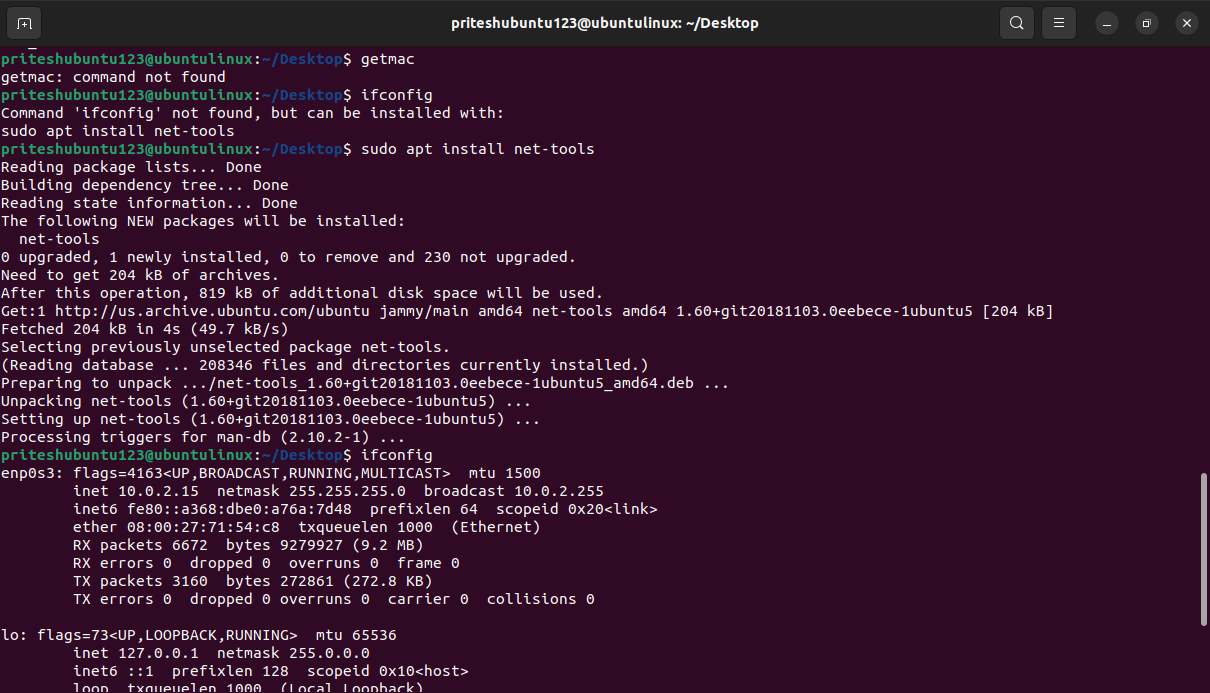 priteshubuntu123@ubuntulinux: ~/Desktop
priteshubuntu123@ubuntulinux:~/Desktop$ getmac
getmac: command not found
priteshubuntu123@ubuntulinux:~/Desktop$ ifconfig
Command 'ifconfig' not found, but can be installed with:
sudo apt install net-tools
priteshubuntu123@ubuntulinux:~/Desktop$ sudo apt install net-tools
Reading package lists... Done
Building dependency tree... Done
Reading state information... Done
The following NEW packages will be installed:
  net-tools
0 upgraded, 1 newly installed, 0 to remove and 230 not upgraded.
Need to get 204 kB of archives.
After this operation, 819 kB of additional disk space will be used.
Get:1 http://us.archive.ubuntu.com/ubuntu jammy/main amd64 net-tools amd64 1.60+git20181103.0eebece-1ubuntu5 [204 kB]
Fetched 204 kB in 4s (49.7 kB/s)
Selecting previously unselected package net-tools.
(Reading database ... 208346 files and directories currently installed.)
Preparing to unpack .../net-tools_1.60+git20181103.0eebece-1ubuntu5_amd64.deb ...
Unpacking net-tools (1.60+git20181103.0eebece-1ubuntu5) ...
Setting up net-tools (1.60+git20181103.0eebece-1ubuntu5) ...
Processing triggers for man-db (2.10.2-1) ...
priteshubuntu123@ubuntulinux:~/Desktop$ ifconfig
enp0s3: flags=4163<UP,BROADCAST,RUNNING,MULTICAST>  mtu 1500
        inet 10.0.2.15  netmask 255.255.255.0  broadcast 10.0.2.255
        inet6 fe80::a368:dbe0:a76a:7d48  prefixlen 64  scopeid 0x20<link>
        ether 08:00:27:71:54:c8  txqueuelen 1000  (Ethernet)
        RX packets 6672  bytes 9279927 (9.2 MB)
        RX errors 0  dropped 0  overruns 0  frame 0
        TX packets 3160  bytes 272861 (272.8 KB)
        TX errors 0  dropped 0 overruns 0  carrier 0  collisions 0
lo: flags=73<UP,LOOPBACK,RUNNING>  mtu 65536
        inet 127.0.0.1  netmask 255.0.0.0
        inet6 ::1  prefixlen 128  scopeid 0x10<host>
        loop  txqueuelen 1000  (Local Loopback)